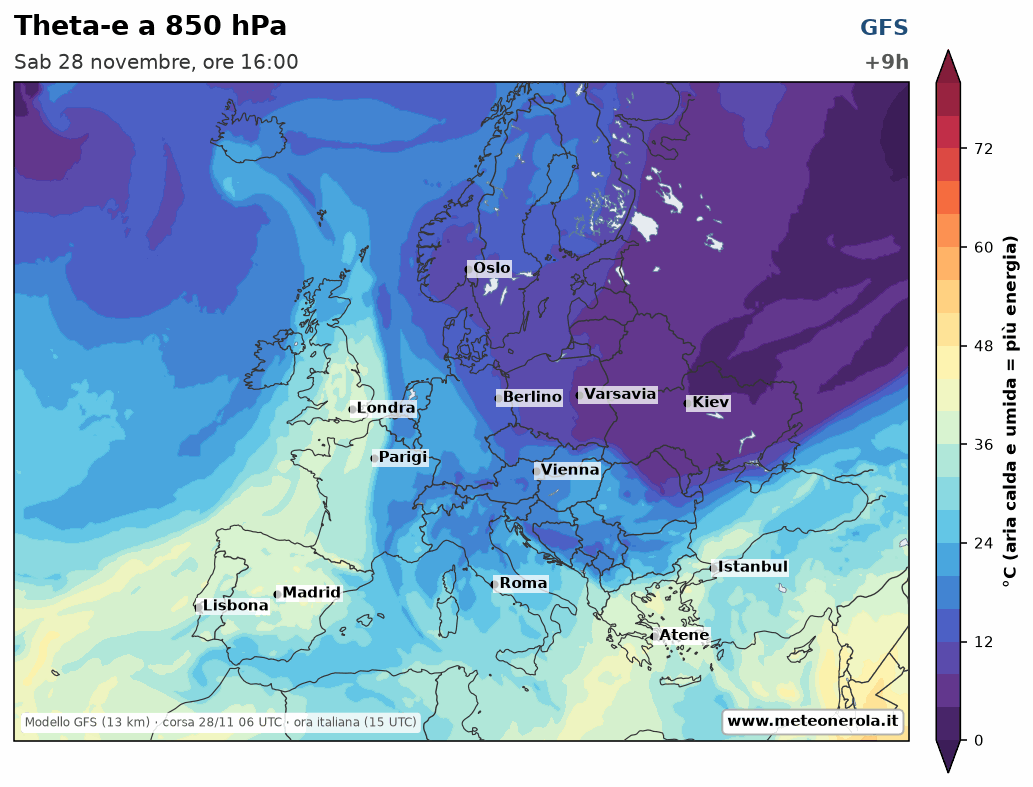 Theta-e a 850 hPa
GFS
Sab 28 novembre, ore 16:00
+9h
72
60
48
36
24
12
0
°C (aria calda e umida = più energia)
Oslo
Berlino
Varsavia
Kiev
Londra
Parigi
Vienna
Istanbul
Roma
Madrid
Lisbona
Atene
Modello GFS (13 km) · corsa 28/11 06 UTC · ora italiana (15 UTC)
www.meteonerola.it